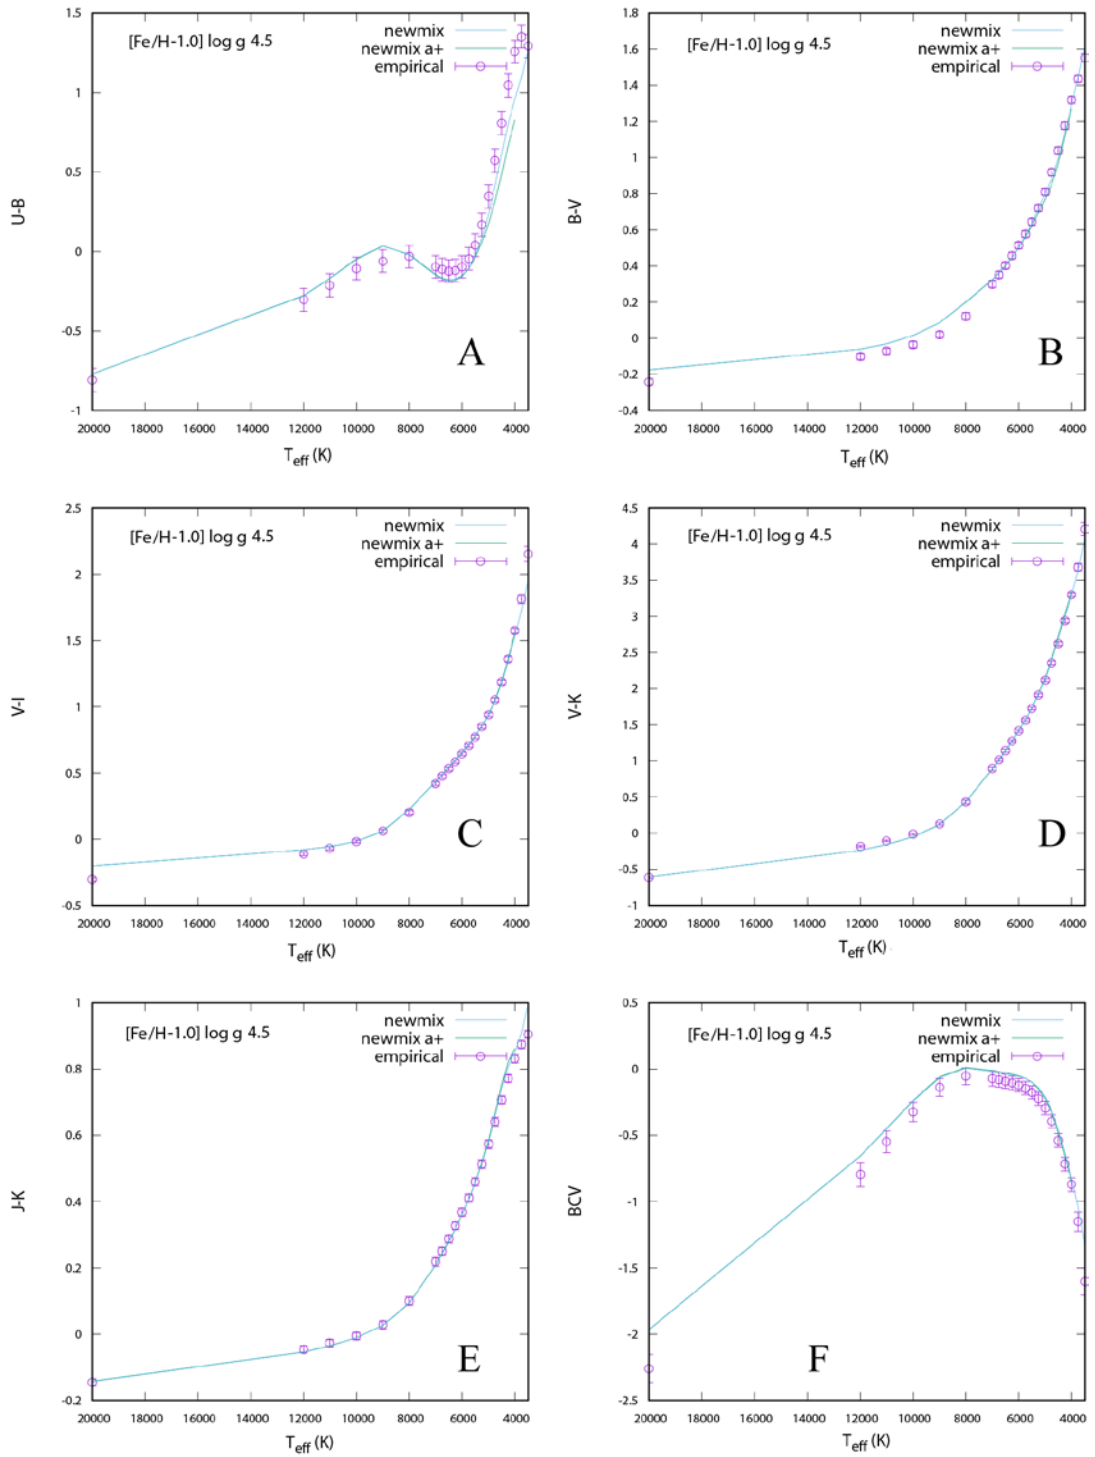 [Fe/H-1.0] log g 4.5
newmix
newmix a+
empirical
1.5
1
0.5
0
-0.5
-1
U-B
A
20000 18000 16000 14000 12000 10000 8000 6000 4000
Teff (K)
[Fe/H-1.0] log g 4.5
newmix
newmix a+
empirical
1.8
1.6
1.4
1.2
1
0.8
0.6
0.4
0.2
0
-0.2
-0.4
B-V
B
20000 18000 16000 14000 12000 10000 8000 6000 4000
Teff (K)
[Fe/H-1.0] log g 4.5
newmix
newmix a+
empirical
2.5
2
1.5
1
0.5
0
-0.5
V-I
C
20000 18000 16000 14000 12000 10000 8000 6000 4000
Teff (K)
[Fe/H-1.0] log g 4.5
newmix
newmix a+
empirical
4.5
4
3.5
3
2.5
2
1.5
1
0.5
0
-0.5
-1
V-K
D
20000 18000 16000 14000 12000 10000 8000 6000 4000
Teff (K)
[Fe/H-1.0] log g 4.5
newmix
newmix a+
empirical
1
0.8
0.6
0.4
0.2
0
-0.2
J-K
E
20000 18000 16000 14000 12000 10000 8000 6000 4000
Teff (K)
[Fe/H-1.0] log g 4.5
newmix
newmix a+
empirical
0.5
0
-0.5
-1
-1.5
-2
-2.5
BCV
F
20000 18000 16000 14000 12000 10000 8000 6000 4000
Teff (K)